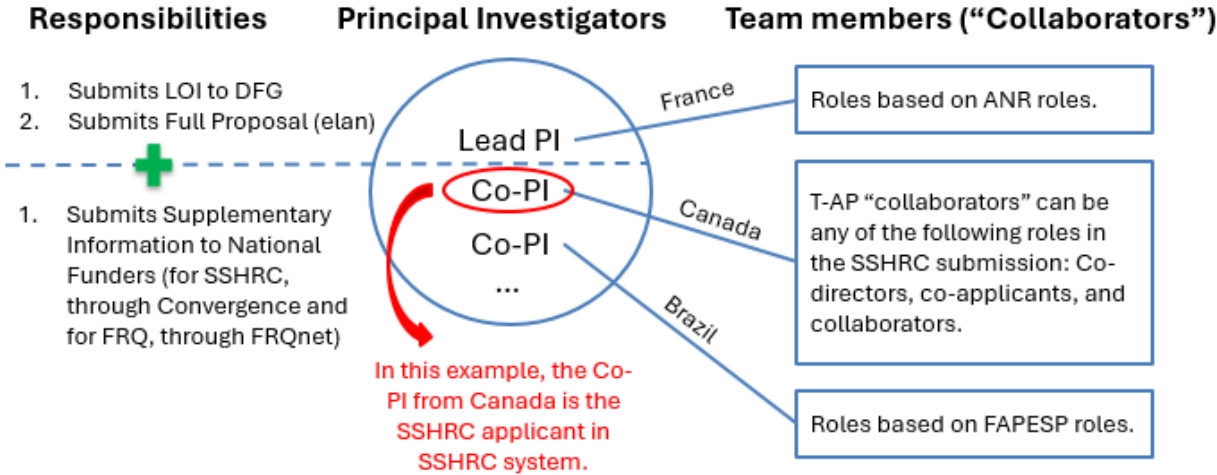 Responsibilities
Principal Investigators
Team members (“Collaborators”)
1. Submits LOI to DFG
2. Submits Full Proposal (elan)
1. Submits Supplementary
Information to National
Funders (for SSHRC,
through Convergence and
for FRQ, through FRQnet)
Lead PI
Co-PI
Co-PI
...
In this example, the Co-
PI from Canada is the
SSHRC applicant in
SSHRC system.
France
Canada
Brazil
Roles based on ANR roles.
T-AP “collaborators” can be
any of the following roles in
the SSHRC submission: Co-
directors, co-applicants, and
collaborators.
Roles based on FAPESP roles.